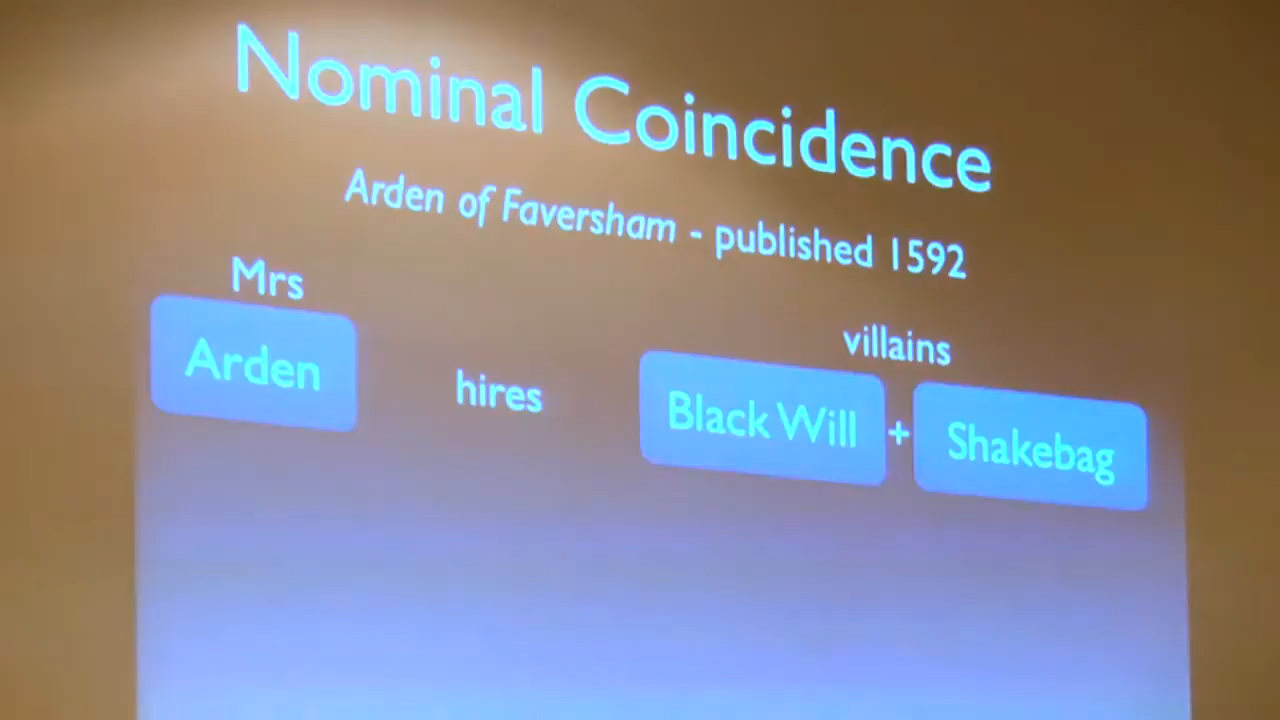 Nominal Coincidence
Arden of Faversham - published 1592
Mrs
Arden
hires
villains
Black Will + Shakebag